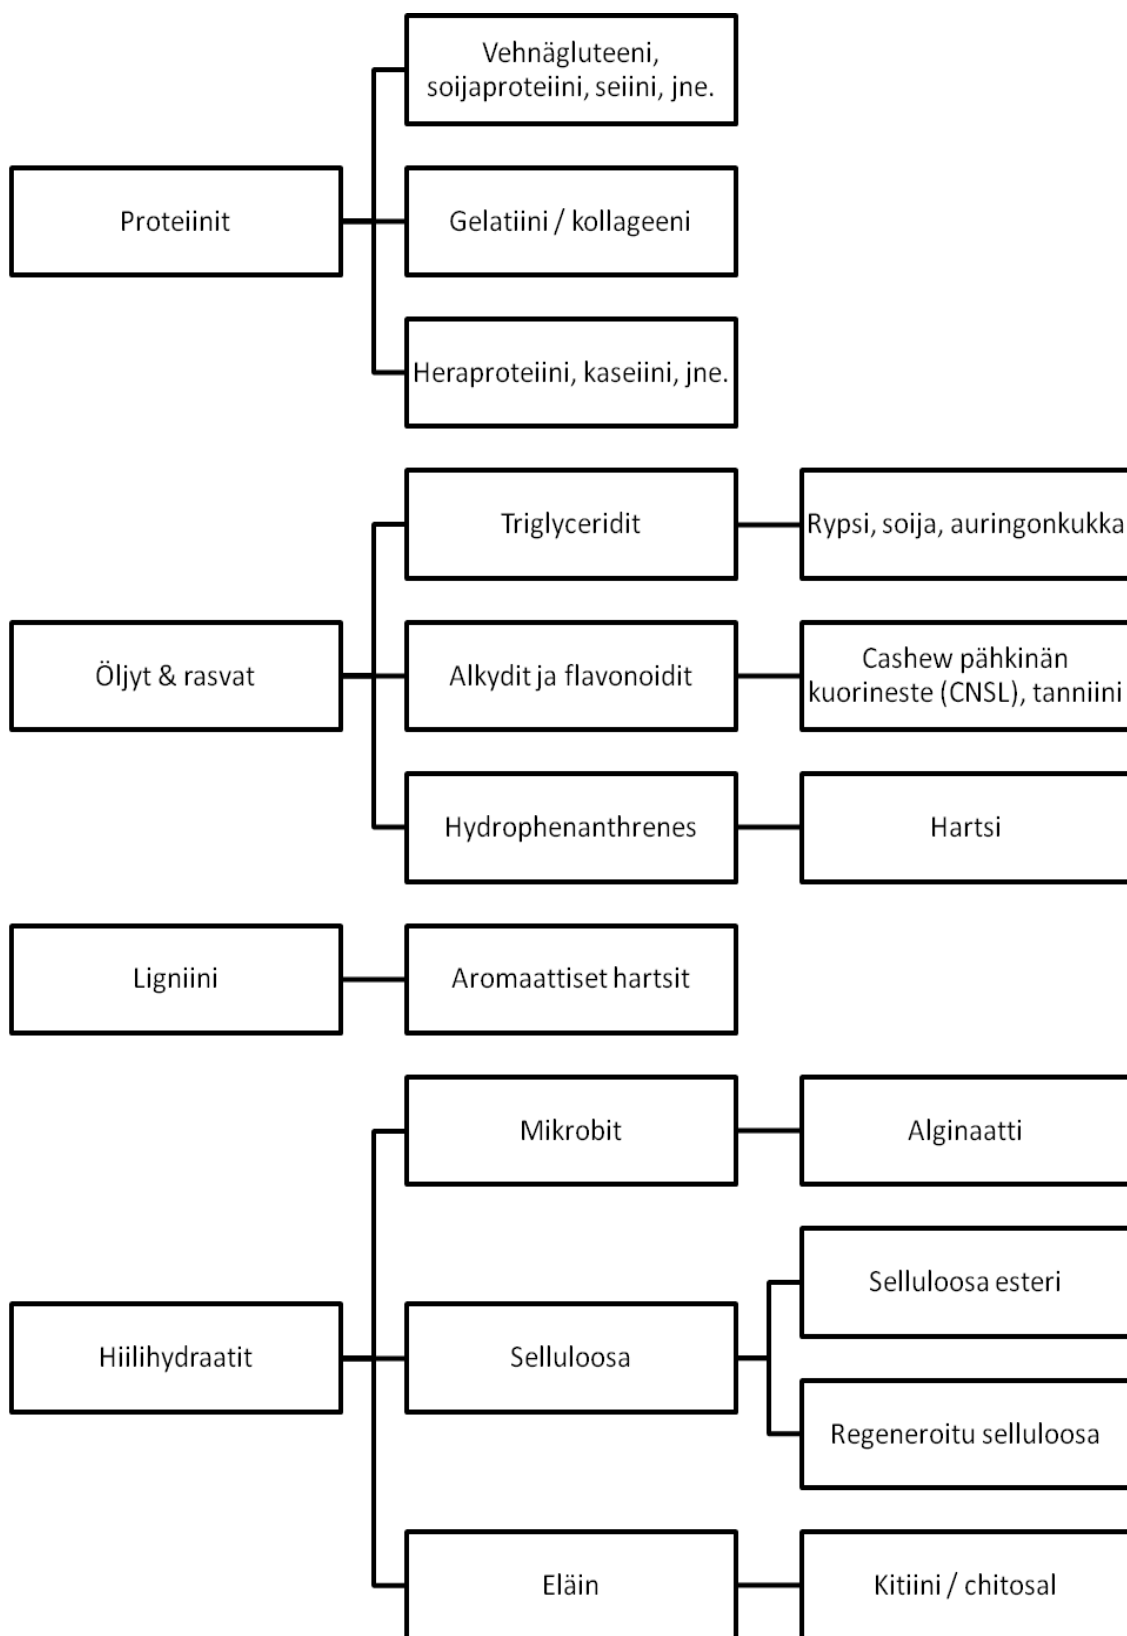 Vehnägluteeni,
soijaproteiini, seiini, jne.
Proteiinit
Gelatiini / kollageeni
Heraproteiini, kaseiini, jne.
Triglyceridit
Rypsi, soija, auringonkukka
Öljyt & rasvat
Alkydit ja flavonoidit
Cashew pähkinän
kuorineste (CNSL), tanniini
Hydrophenanthrenes
Hartsi
Ligniini
Aromaattiset hartsit
Mikrobit
Alginaatti
Selluloosa esteri
Hiilihydraatit
Selluloosa
Regeneroitu selluloosa
Eläin
Kitiini / chitosal